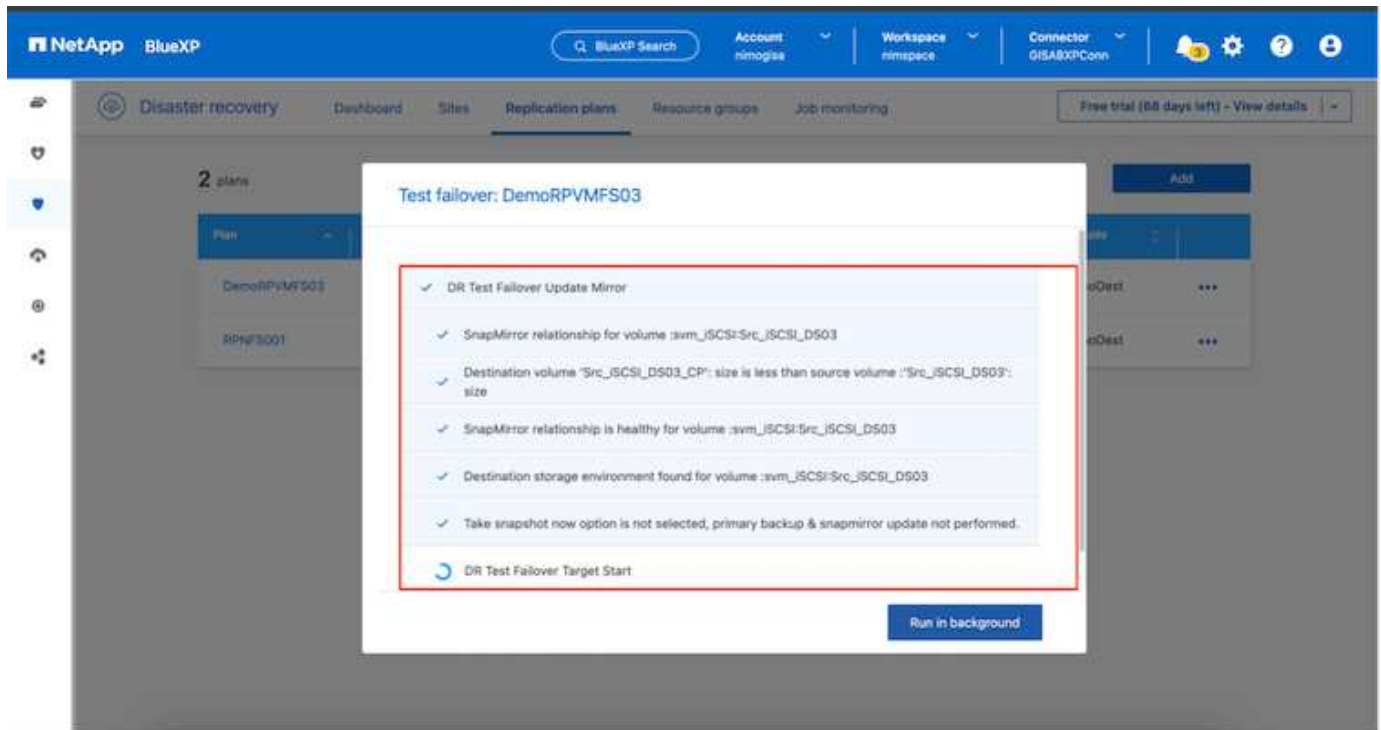 NetApp BlueXP
BlueXP Search
Account
nimogisa
Workspace
nimspace
Connector
GISABXPConn
3
Disaster recovery
Dashboard
Sites
Replication plans
Resource groups
Job monitoring
Free trial (68 days left) - View details
2 plans
Add
Test failover: DemoRPVMFS03
Plan
DemoRPVMFS03
RPNFS001
DR Test Failover Update Mirror
SnapMirror relationship for volume :svm_iSCSI:Src_iSCSI_DS03
Destination volume 'Src_iSCSI_DS03_CP': size is less than source volume :'Src_iSCSI_DS03':
size
SnapMirror relationship is healthy for volume :svm_iSCSI:Src_iSCSI_DS03
Destination storage environment found for volume :svm_iSCSI:Src_iSCSI_DS03
Take snapshot now option is not selected, primary backup & snapmirror update not performed.
DR Test Failover Target Start
Run in background